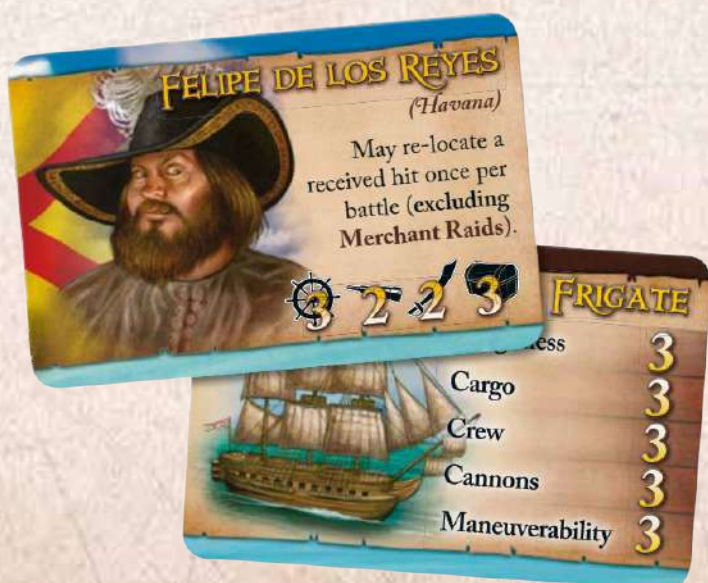 FELIPE DE LOS REYES
(Havana)
May re-locate a
received hit once per
battle (excluding
Merchant Raids).
3 2 2 3
FRIGATE
3
Cargo 3
Crew 3
Cannons 3
Maneuverability 3